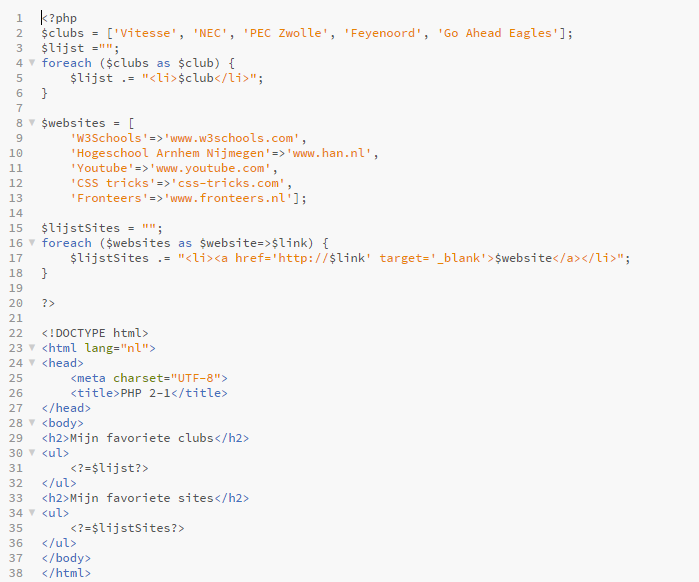 1 <?php
2 $clubs = ['Vitesse', 'NEC', 'PEC Zwolle', 'Feyenoord', 'Go Ahead Eagles'];
3 $lijst ="";
4 foreach ($clubs as $club) {
5     $lijst .= "<li>$club</li>";
6 }
7
8 $websites = [
9     'W3Schools'=>'www.w3schools.com',
10     'Hogeschool Arnhem Nijmegen'=>'www.han.nl',
11     'Youtube'=>'www.youtube.com',
12     'CSS tricks'=>'css-tricks.com',
13     'Fronteers'=>'www.fronteers.nl'];
14
15 $lijstSites = "";
16 foreach ($websites as $website=>$link) {
17     $lijstSites .= "<li><a href='http://$link' target='_blank'>$website</a></li>";
18 }
19
20 ?>
21
22 <!DOCTYPE html>
23 <html lang="nl">
24 <head>
25     <meta charset="UTF-8">
26     <title>PHP 2-1</title>
27 </head>
28 <body>
29 <h2>Mijn favoriete clubs</h2>
30 <ul>
31     <?=$lijst?>
32 </ul>
33 <h2>Mijn favoriete sites</h2>
34 <ul>
35     <?=$lijstSites?>
36 </ul>
37 </body>
38 </html>